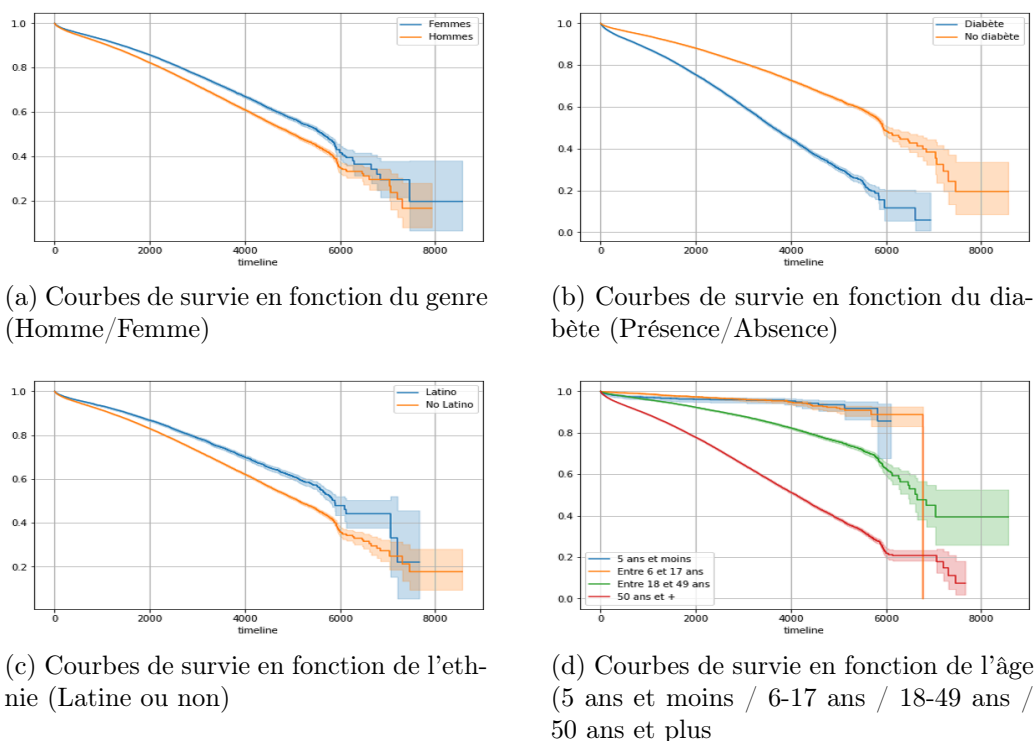 1.0
0.8
0.6
0.4
0.2
Femmes
Hommes
0
2000
4000
6000
8000
timeline
1.0
0.8
0.6
0.4
0.2
0.0
Diabète
No diabète
0
2000
4000
6000
8000
timeline
(a) Courbes de survie en fonction du genre
(Homme/Femme)
(b) Courbes de survie en fonction du dia-
bète (Présence/Absence)
1.0
0.8
0.6
0.4
0.2
Latino
No Latino
0
2000
4000
6000
8000
timeline
1.0
0.8
0.6
0.4
0.2
0.0
5 ans et moins
Entre 6 et 17 ans
Entre 18 et 49 ans
50 ans et +
0
2000
4000
6000
8000
timeline
(c) Courbes de survie en fonction de l'eth-
nie (Latine ou non)
(d) Courbes de survie en fonction de l'âge
(5 ans et moins / 6-17 ans / 18-49 ans /
50 ans et plus